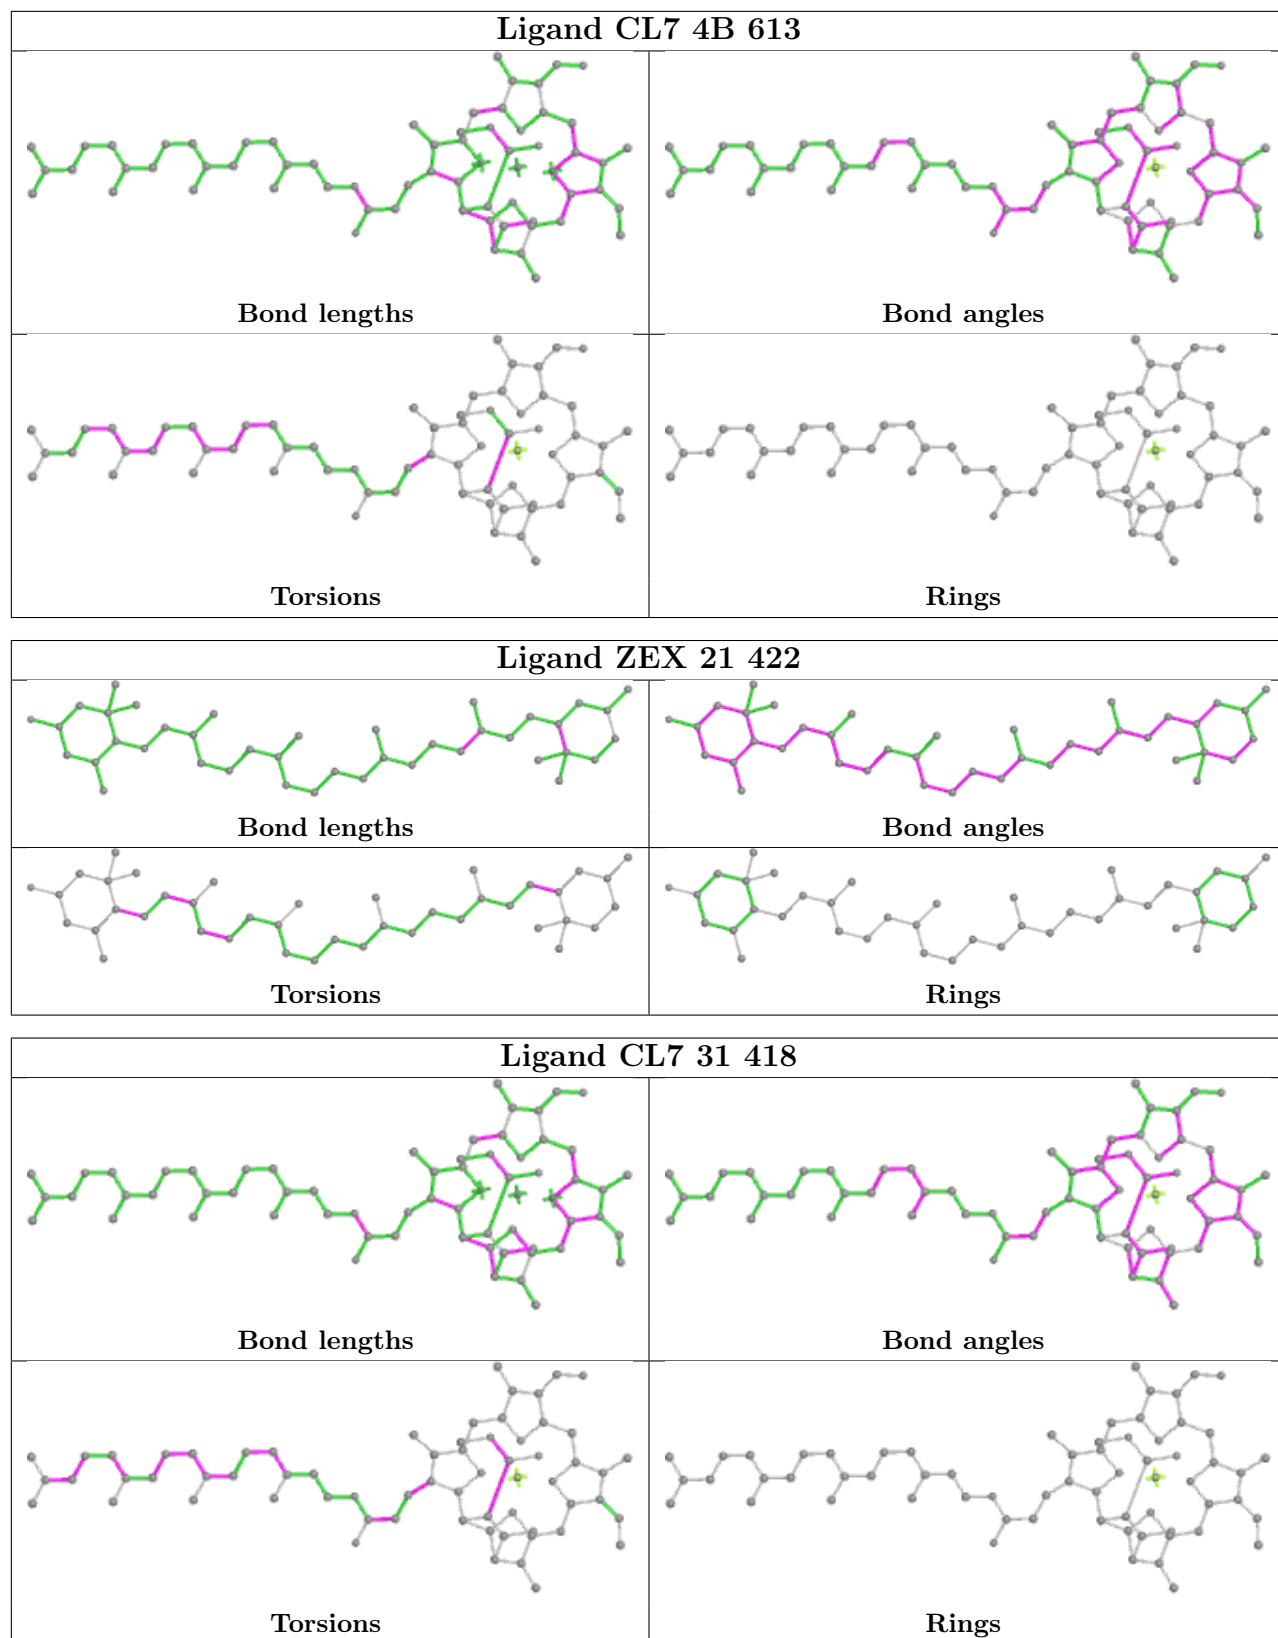 Ligand CL7 4B 613
Bond lengths
Bond angles
Torsions
Rings
Ligand ZEX 21 422
Bond lengths
Bond angles
Torsions
Rings
Ligand CL7 31 418
Bond lengths
Bond angles
Torsions
Rings